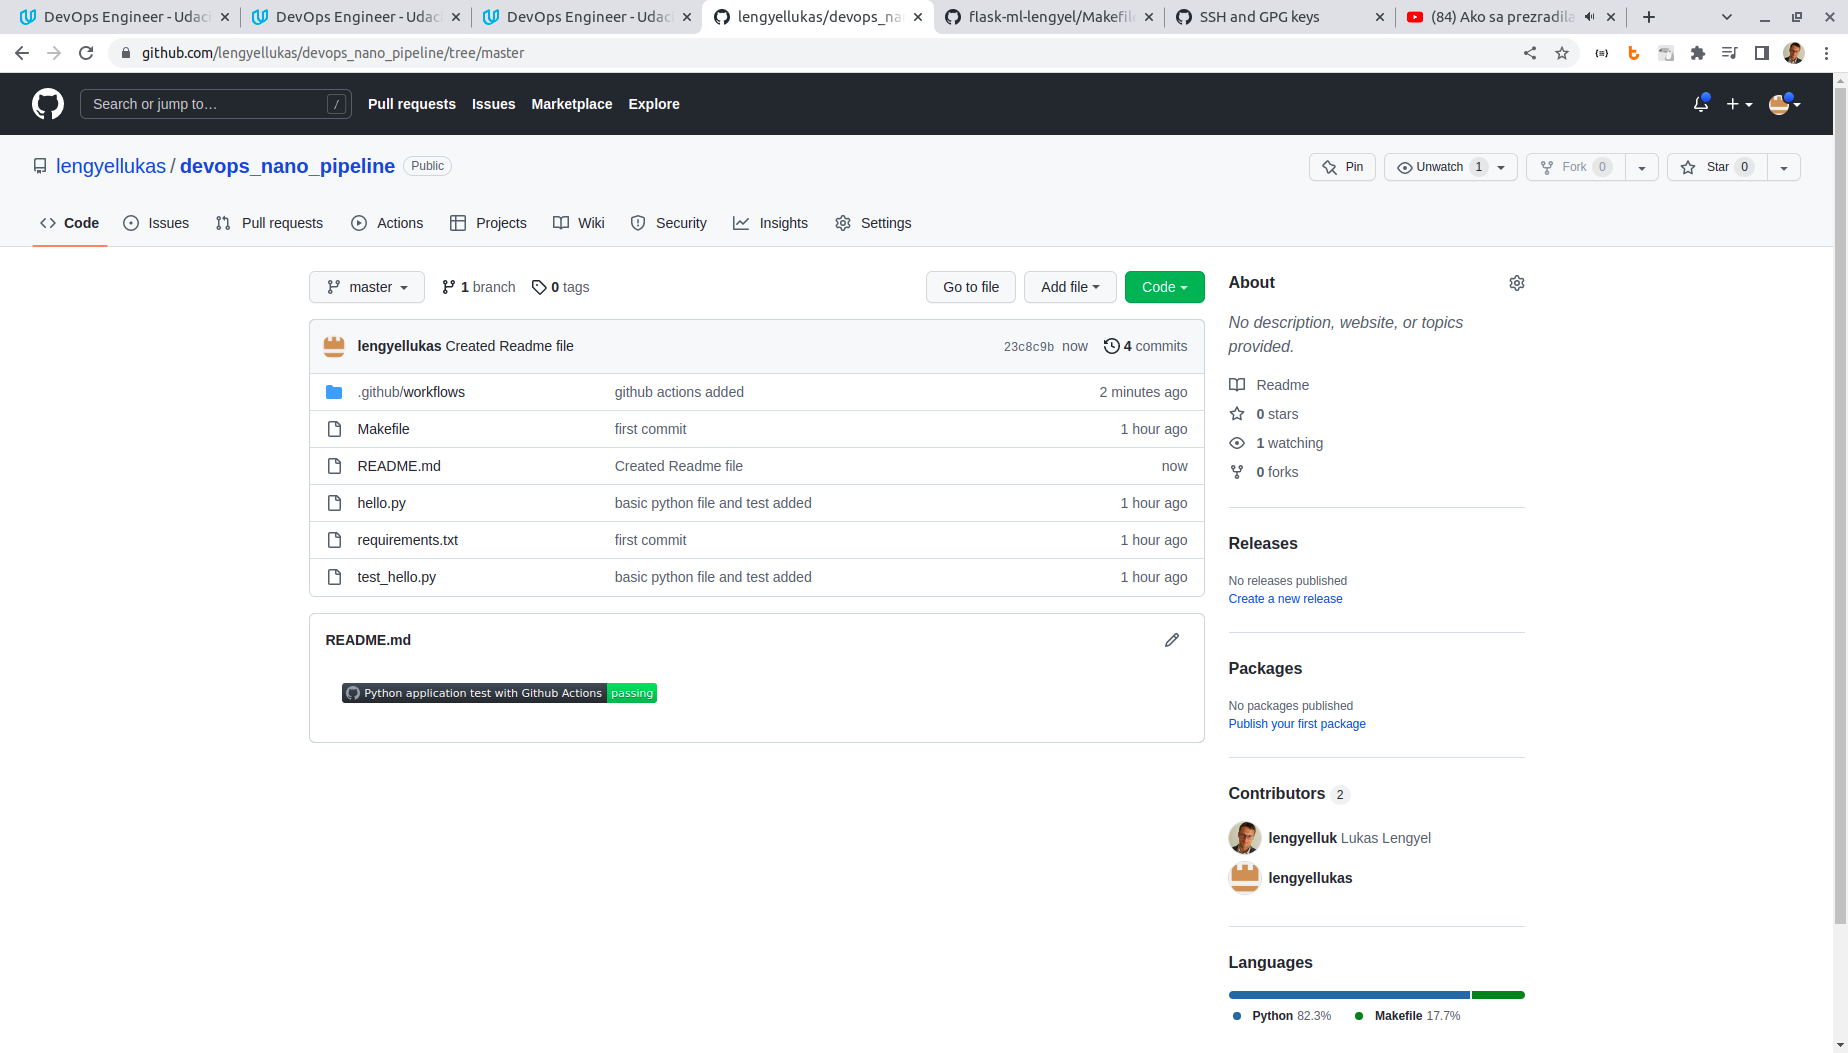 DevOps Engineer - Udaci
DevOps Engineer - Udaci
DevOps Engineer - Udaci
lengyellukas/devops_na
flask-ml-lengyel/Makefile
SSH and GPG keys
(84) Ako sa prezradila
github.com/lengyellukas/devops_nano_pipeline/tree/master
Search or jump to…
/
Pull requests
Issues
Marketplace
Explore
lengyellukas / devops_nano_pipeline
Public
Pin
Unwatch 1
Fork 0
Star 0
Code
Issues
Pull requests
Actions
Projects
Wiki
Security
Insights
Settings
master
1 branch
0 tags
Go to file
Add file
Code
lengyellukas Created Readme file
23c8c9b now
4 commits
.github/workflows
github actions added
2 minutes ago
Makefile
first commit
1 hour ago
README.md
Created Readme file
now
hello.py
basic python file and test added
1 hour ago
requirements.txt
first commit
1 hour ago
test_hello.py
basic python file and test added
1 hour ago
README.md
Python application test with Github Actions passing
About
No description, website, or topics
provided.
Readme
0 stars
1 watching
0 forks
Releases
No releases published
Create a new release
Packages
No packages published
Publish your first package
Contributors 2
lengyelluk Lukas Lengyel
lengyellukas
Languages
Python 82.3%
Makefile 17.7%